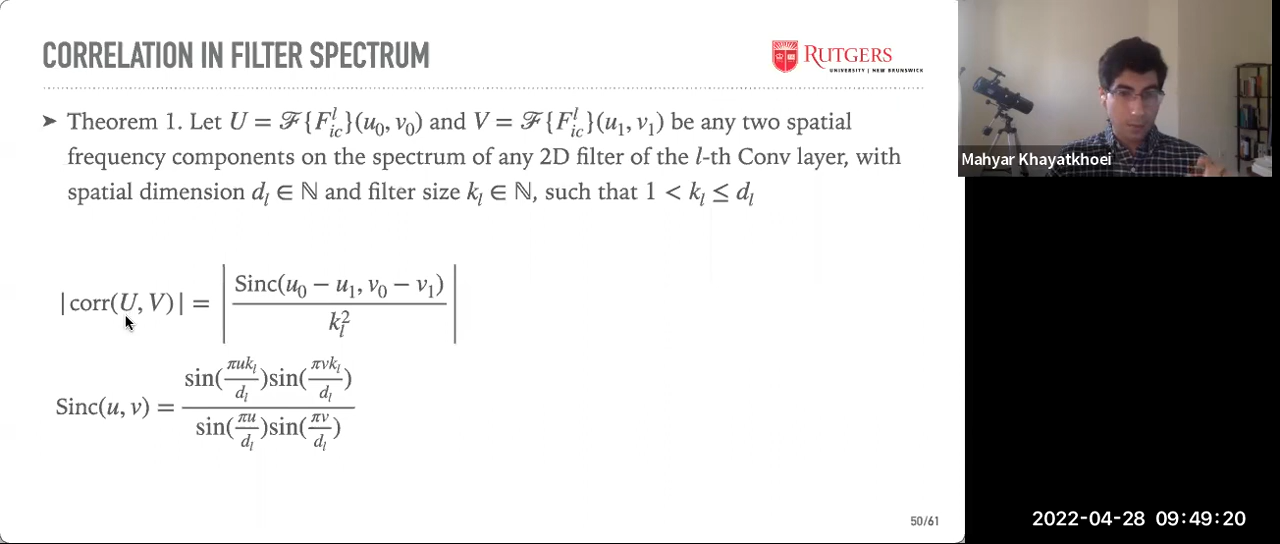 CORRELATION IN FILTER SPECTRUM
RUTGERS
UNIVERSITY | NEW BRUNSWICK
➤ Theorem 1. Let U = ℱ{F_{ic}^l}(u_0, v_0) and V = ℱ{F_{ic}^l}(u_1, v_1) be any two spatial
frequency components on the spectrum of any 2D filter of the l-th Conv layer, with
spatial dimension d_l ∈ ℕ and filter size k_l ∈ ℕ, such that 1 < k_l ≤ d_l
|corr(U, V)| = | Sinc(u_0 − u_1, v_0 − v_1) / k_l^2 |
Sinc(u, v) = sin(πuk_l / d_l)sin(πvk_l / d_l) / sin(πu / d_l)sin(πv / d_l)
50/61
Mahyar Khayatkhoei
2022-04-28 09:49:20